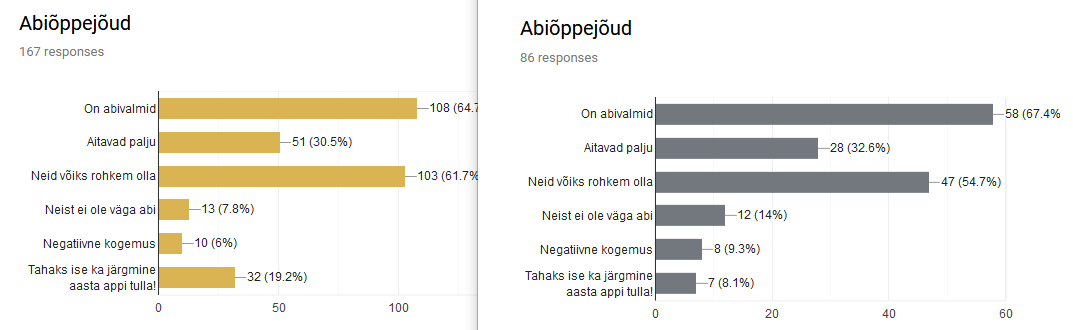 Abiõppejõud
167 responses
On abivalmid
108 (64.7
Aitavad palju
51 (30.5%)
Neid võiks rohkem olla
103 (61.7%
Neist ei ole väga abi
13 (7.8%)
Negatiivne kogemus
10 (6%)
Tahaks ise ka järgmine
aasta appi tulla!
32 (19.2%)
0 50 100
Abiõppejõud
86 responses
On abivalmid
58 (67.4%
Aitavad palju
28 (32.6%)
Neid võiks rohkem olla
47 (54.7%)
Neist ei ole väga abi
12 (14%)
Negatiivne kogemus
8 (9.3%)
Tahaks ise ka järgmine
aasta appi tulla!
7 (8.1%)
0 20 40 60